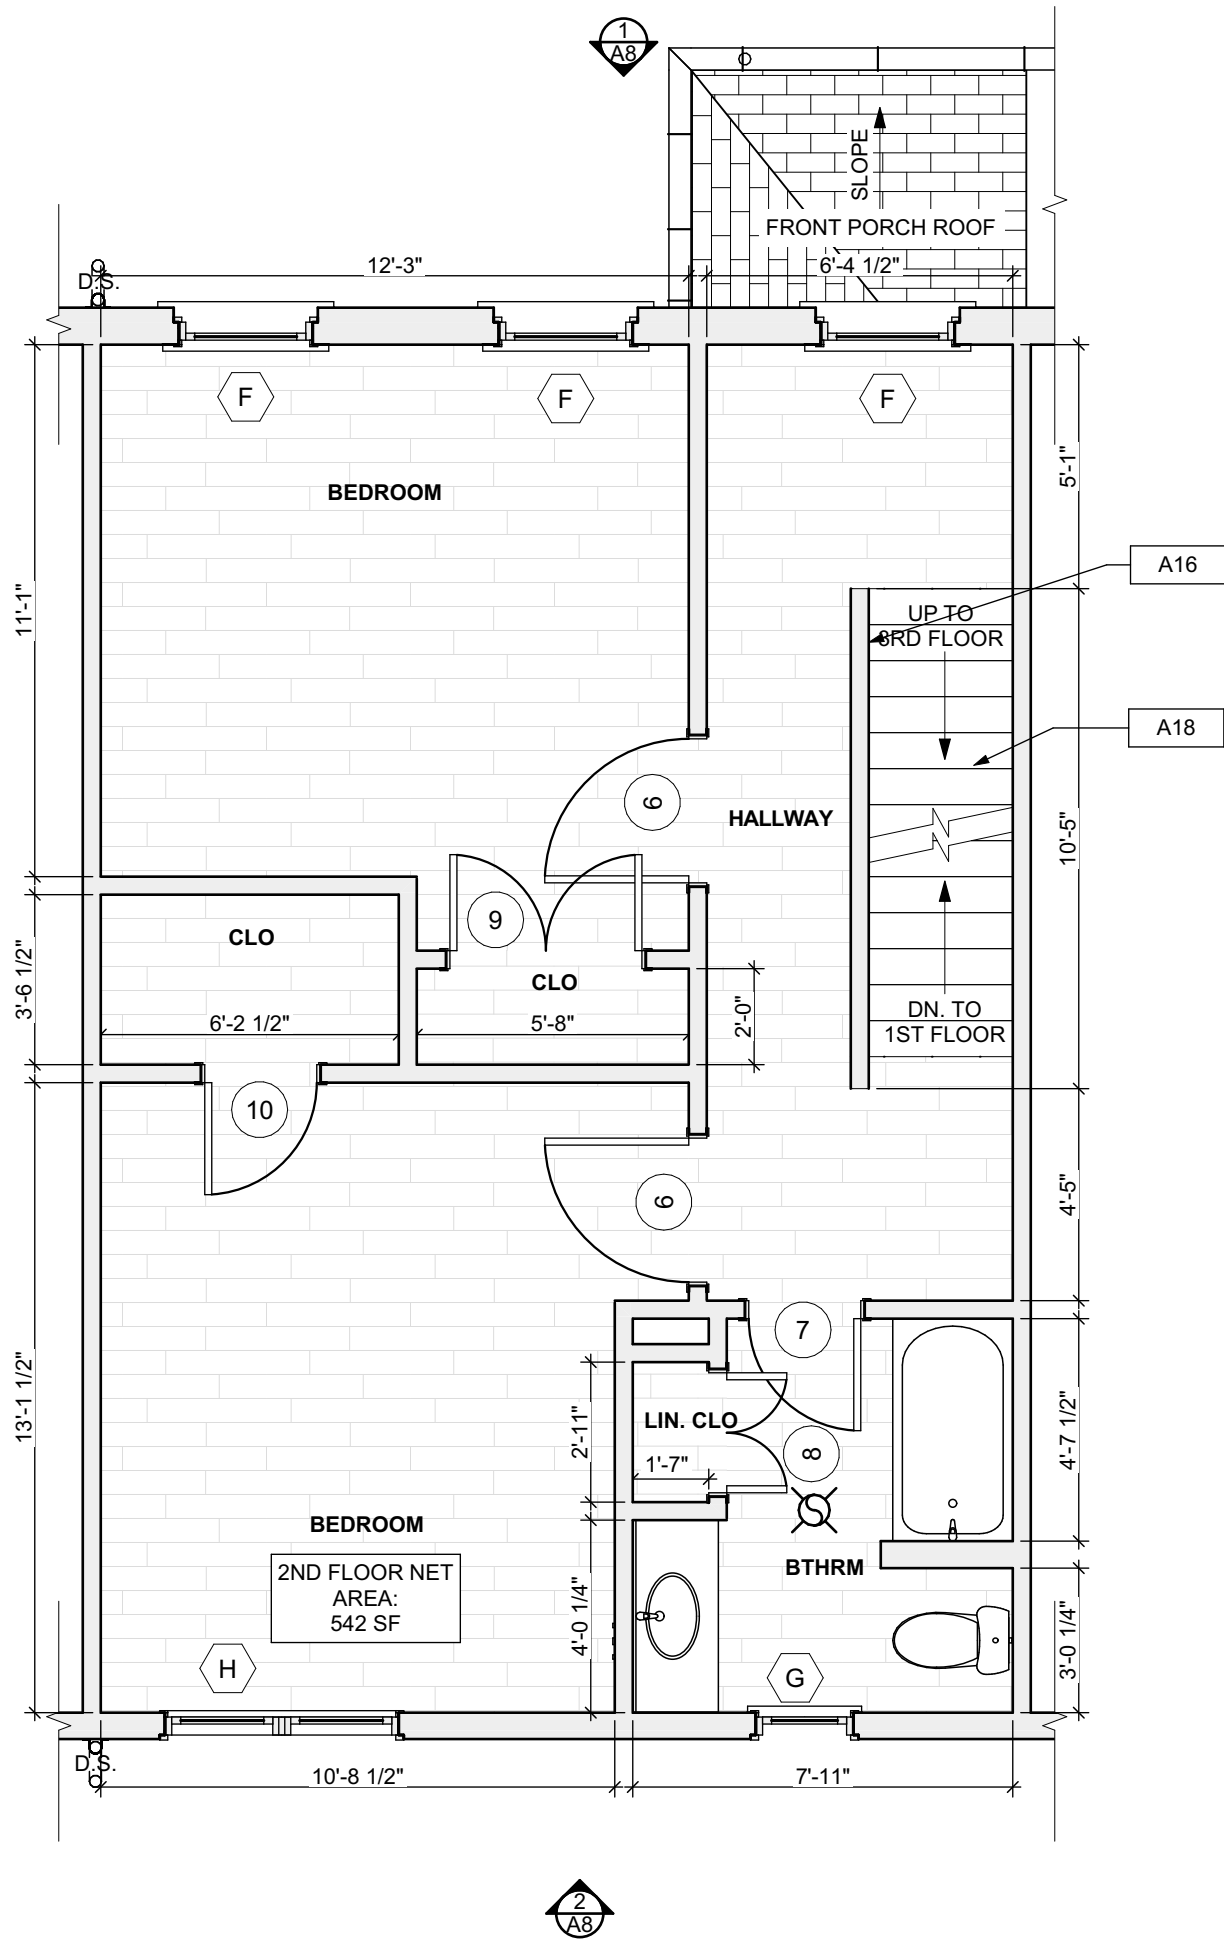 1
A8
SLOPE
FRONT PORCH ROOF
12'-3"
6'-4 1/2"
D.S.
F
F
F
BEDROOM
5'-1"
A16
11'-1"
UP TO
3RD FLOOR
A18
6
HALLWAY
10'-5"
9
CLO
CLO
3'-6 1/2"
6'-2 1/2"
5'-8"
2'-0"
DN. TO
1ST FLOOR
10
6
4'-5"
7
13'-1 1/2"
2'-11"
LIN. CLO
1'-7"
8
4'-7 1/2"
BEDROOM
2ND FLOOR NET
AREA:
542 SF
BTHRM
4'-0 1/4"
3'-0 1/4"
H
G
D.S.
10'-8 1/2"
7'-11"
2
A8